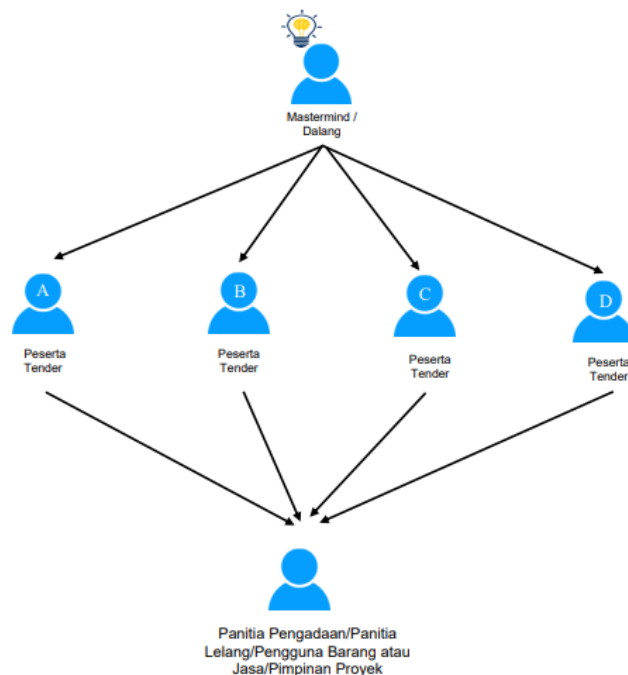 Mastermind /
Dalang
A
B
C
D
Peserta
Tender
Peserta
Tender
Peserta
Tender
Peserta
Tender
Panitia Pengadaan/Panitia
Lelang/Pengguna Barang atau
Jasa/Pimpinan Proyek